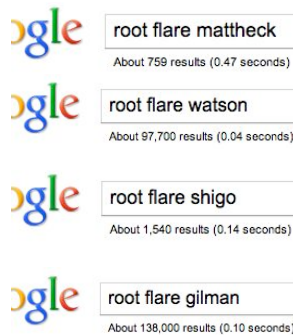 ogle root flare mattheck
About 759 results (0.47 seconds)
ogle root flare watson
About 97,700 results (0.04 seconds)
ogle root flare shigo
About 1,540 results (0.14 seconds)
ogle root flare gilman
About 138,000 results (0.10 seconds)